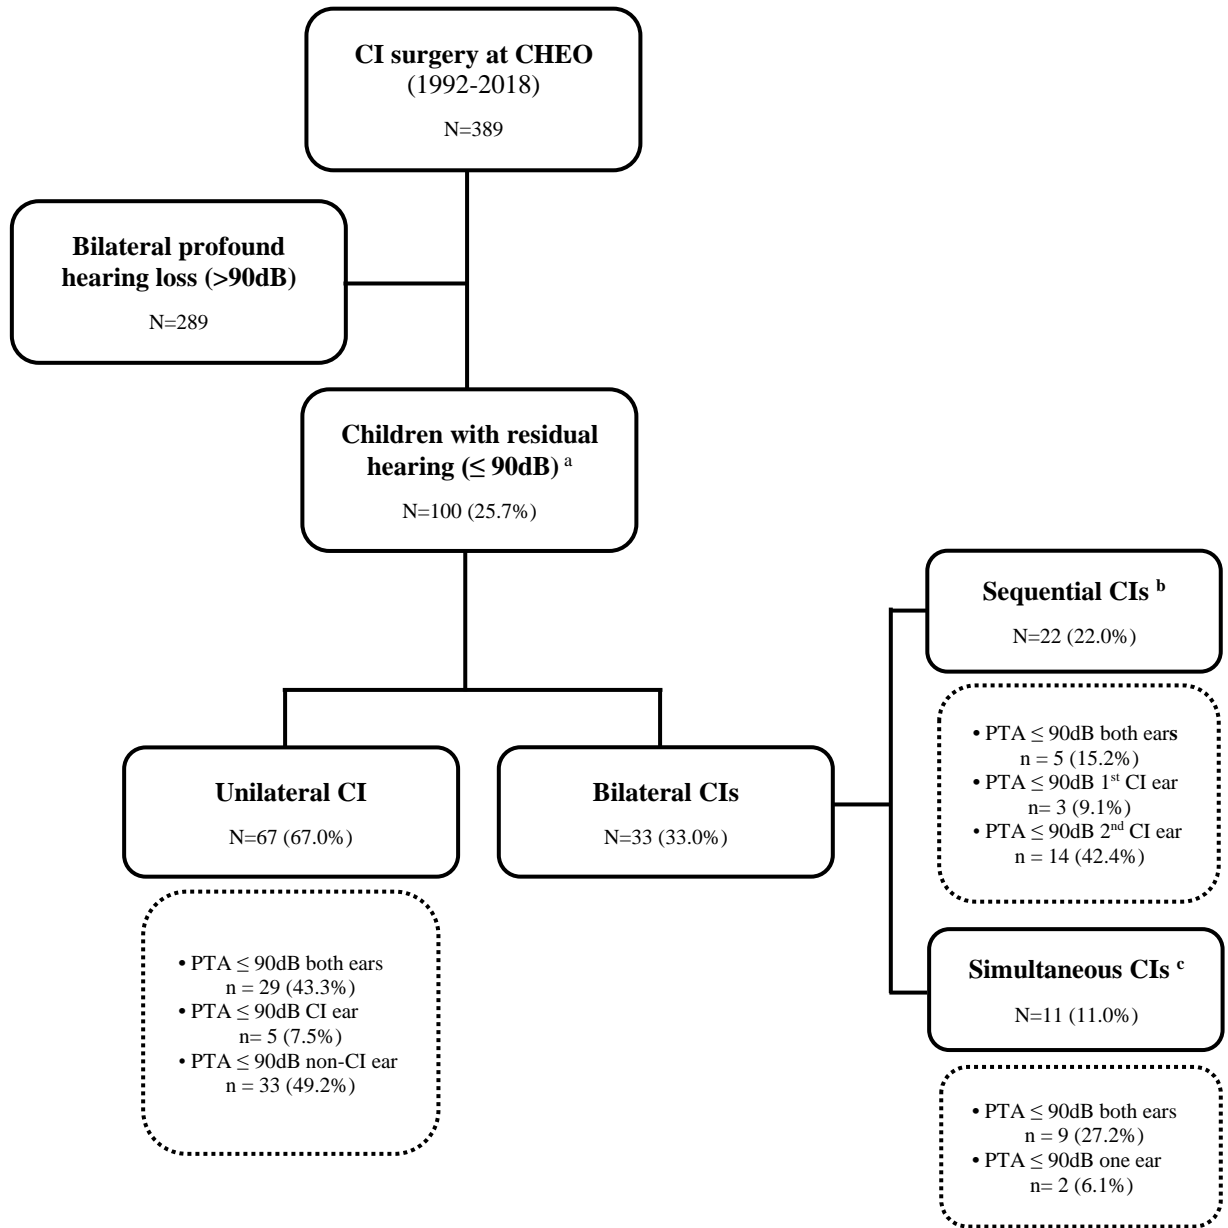 CI surgery at CHEO
(1992-2018)
N=389
Bilateral profound
hearing loss (>90dB)
N=289
Children with residual
hearing (≤ 90dB) a
N=100 (25.7%)
Unilateral CI
N=67 (67.0%)
• PTA ≤ 90dB both ears
n = 29 (43.3%)
• PTA ≤ 90dB CI ear
n= 5 (7.5%)
• PTA ≤ 90dB non-CI ear
n = 33 (49.2%)
Bilateral CIs
N=33 (33.0%)
Sequential CIs b
N=22 (22.0%)
• PTA ≤ 90dB both ears
n = 5 (15.2%)
• PTA ≤ 90dB 1st CI ear
n= 3 (9.1%)
• PTA ≤ 90dB 2nd CI ear
n = 14 (42.4%)
Simultaneous CIs c
N=11 (11.0%)
• PTA ≤ 90dB both ears
n = 9 (27.2%)
• PTA ≤ 90dB one ear
n= 2 (6.1%)